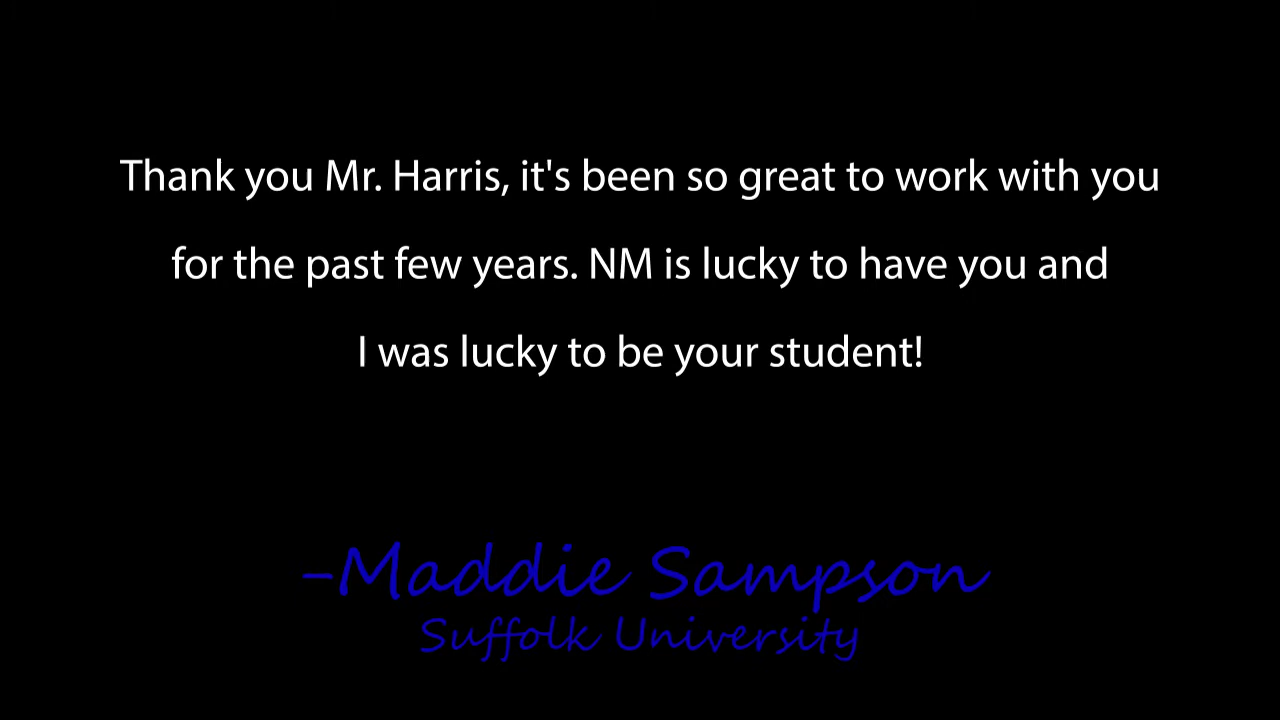 Thank you Mr. Harris, it's been so great to work with you
for the past few years. NM is lucky to have you and
I was lucky to be your student!
-Maddie Sampson
Suffolk University